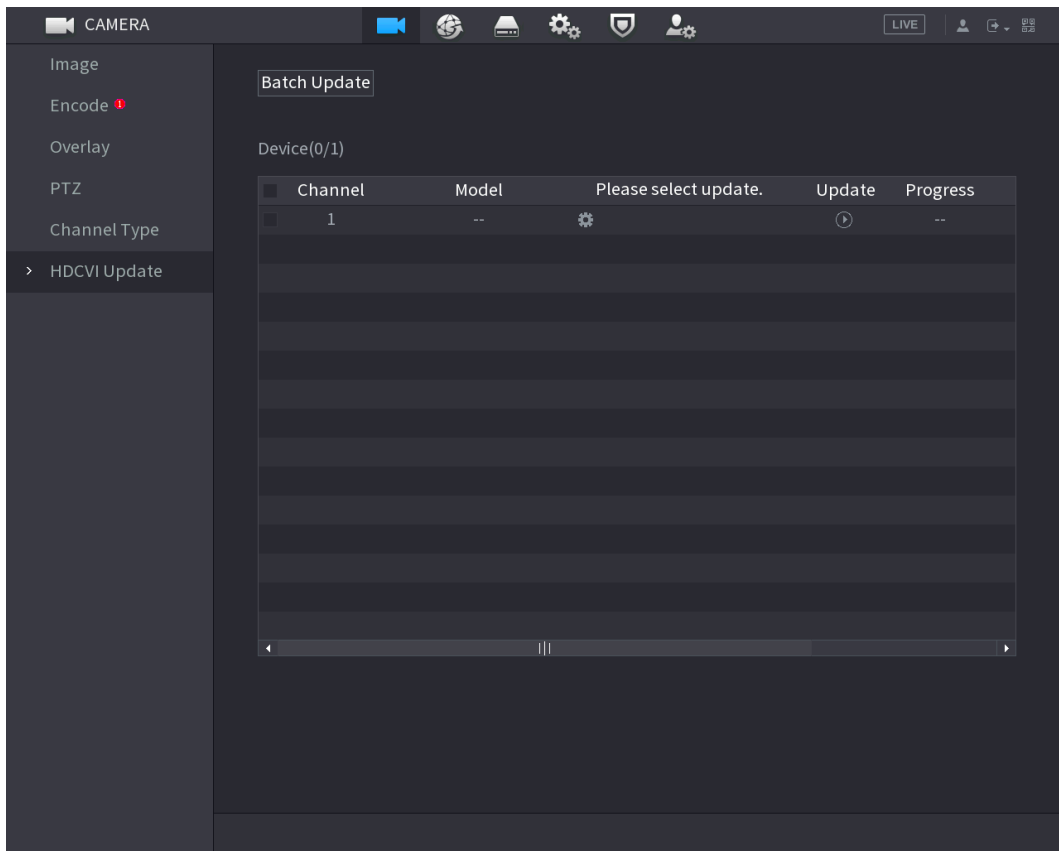 CAMERA
LIVE
Image
Encode 1
Overlay
PTZ
Channel Type
HDCVI Update
Batch Update
Device(0/1)
Channel Model Please select update. Update Progress
1 -- --